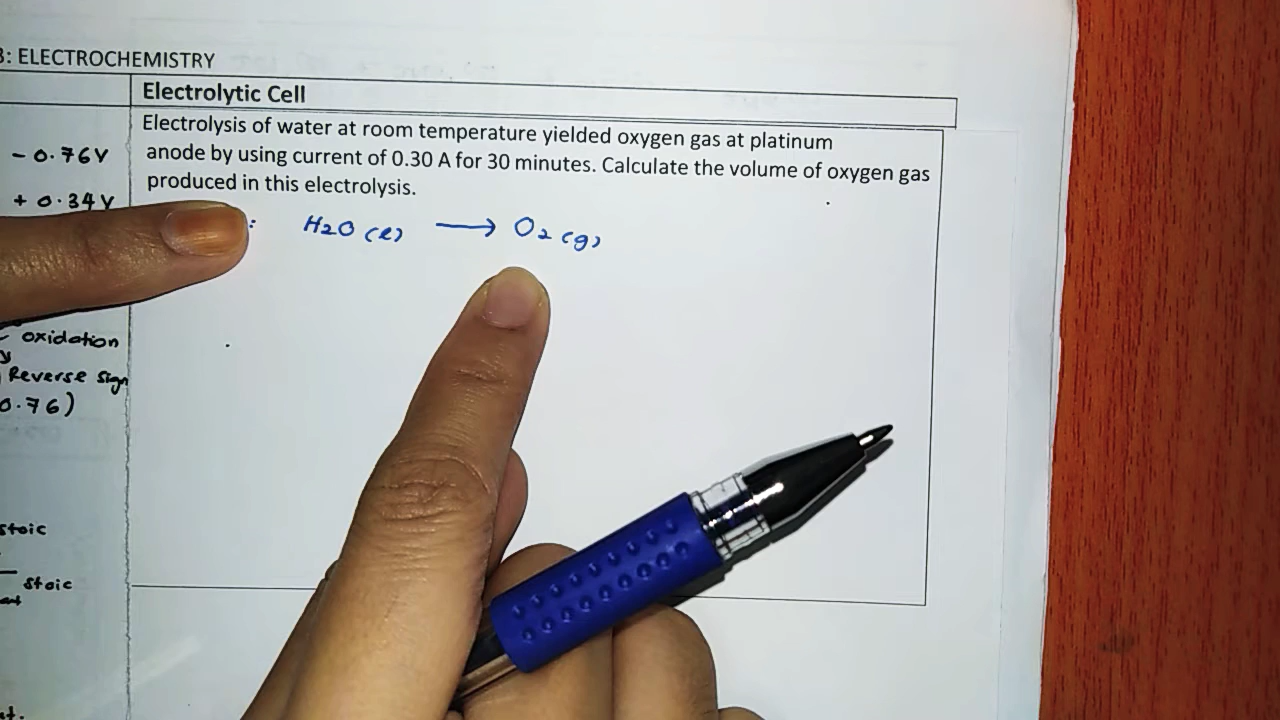 3: ELECTROCHEMISTRY
Electrolytic Cell
Electrolysis of water at room temperature yielded oxygen gas at platinum
anode by using current of 0.30 A for 30 minutes. Calculate the volume of oxygen gas
produced in this electrolysis.
: H2O (l) ⟶ O2 (g)
- 0.76V
+ 0.34V
oxidation
Reverse sign
0.76)
stoic
stoic